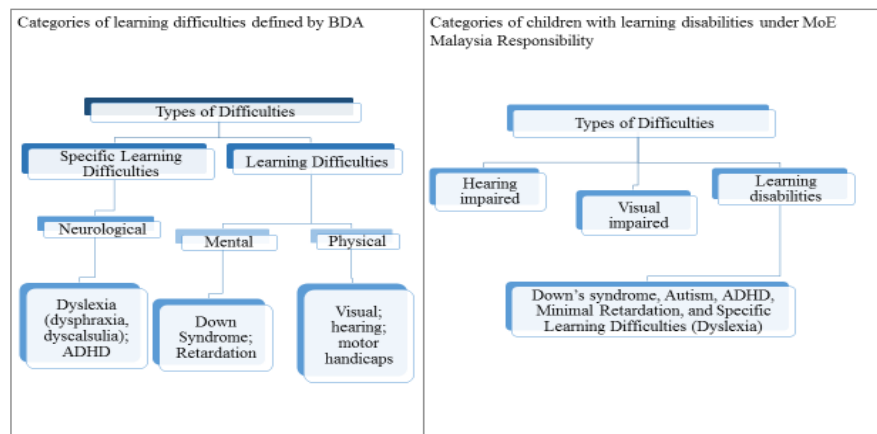 Categories of learning difficulties defined by BDA
Types of Difficulties
Specific Learning
Difficulties
Learning Difficulties
Neurological
Mental
Physical
Dyslexia
(dysphraxia,
dyscalsulia);
ADHD
Down
Syndrome;
Retardation
Visual;
hearing;
motor
handicaps
Categories of children with learning disabilities under MoE
Malaysia Responsibility
Types of Difficulties
Hearing
impaired
Visual
impaired
Learning
disabilities
Down's syndrome, Autism, ADHD,
Minimal Retardation, and Specific
Learning Difficulties (Dyslexia)